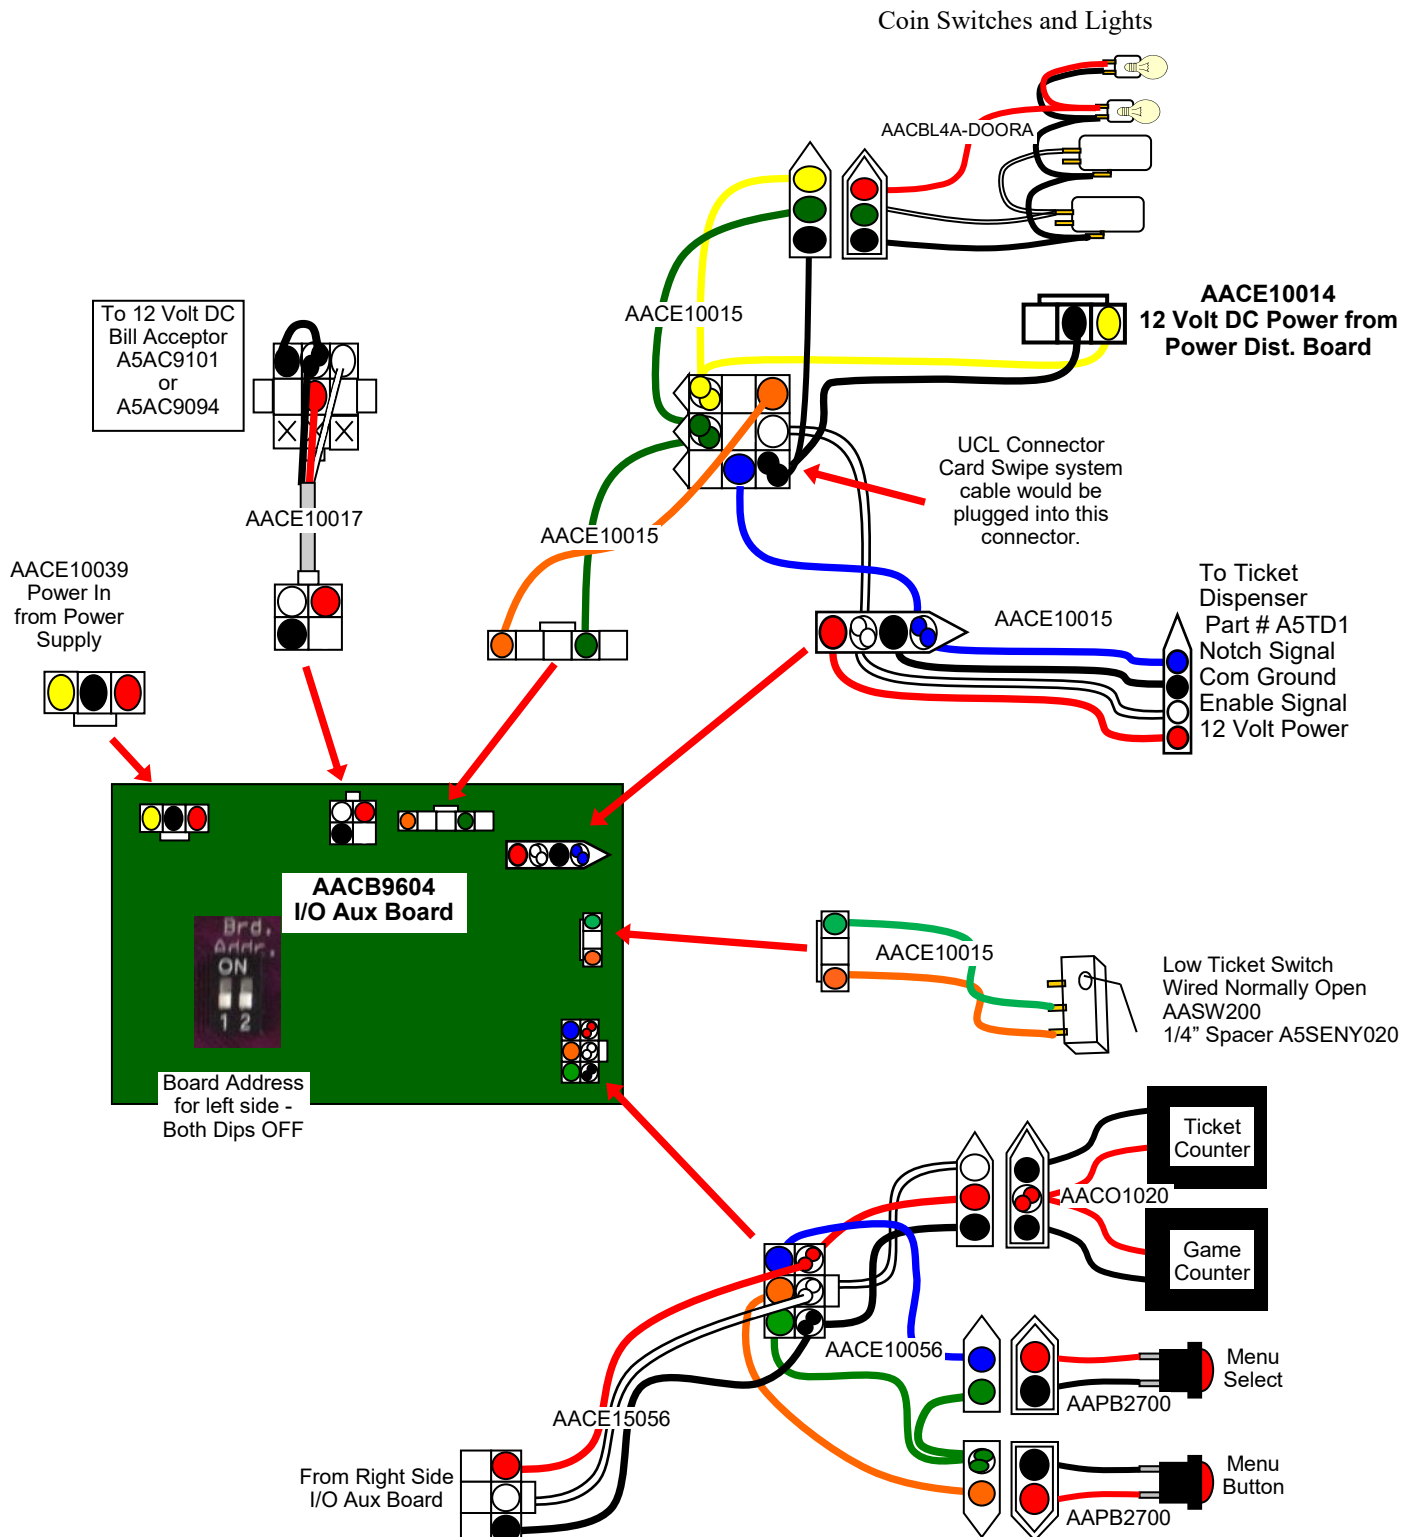 Coin Switches and Lights
AACBL4A-DOORA
AACE10014
12 Volt DC Power from
Power Dist. Board
To 12 Volt DC
Bill Acceptor
A5AC9101
or
A5AC9094
AACE10015
UCL Connector
Card Swipe system
cable would be
plugged into this
connector.
AACE10017
AACE10015
AACE10039
Power In
from Power
Supply
AACE10015
To Ticket
Dispenser
Part # A5TD1
Notch Signal
Com Ground
Enable Signal
12 Volt Power
AACB9604
I/O Aux Board
Brd.
Addr.
ON
1 2
Board Address
for left side -
Both Dips OFF
AACE10015
Low Ticket Switch
Wired Normally Open
AASW200
1/4” Spacer A5SENY020
Ticket
Counter
AACO1020
Game
Counter
AACE10056
Menu
Select
AAPB2700
AACE15056
From Right Side
I/O Aux Board
Menu
Button
AAPB2700